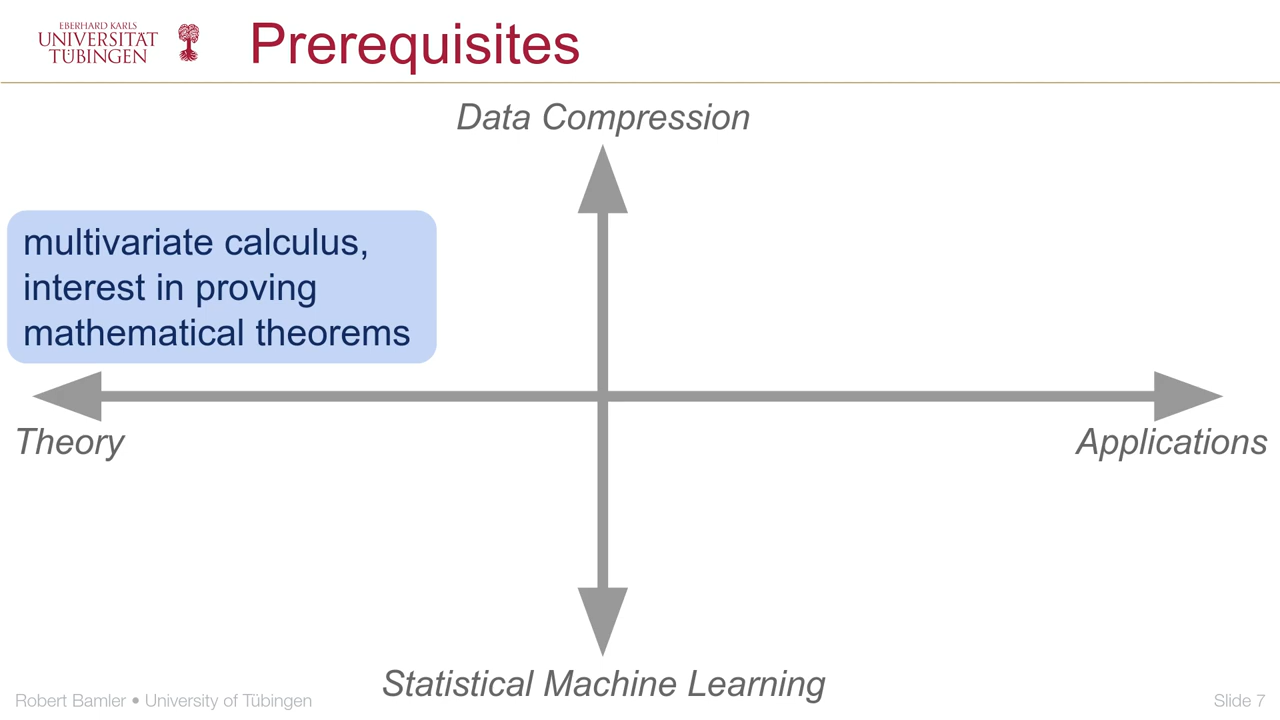 EBERHARD KARLS
UNIVERSITÄT
TÜBINGEN
Prerequisites
Data Compression
multivariate calculus,
interest in proving
mathematical theorems
Theory
Applications
Statistical Machine Learning
Robert Bamler • University of Tübingen
Slide 7